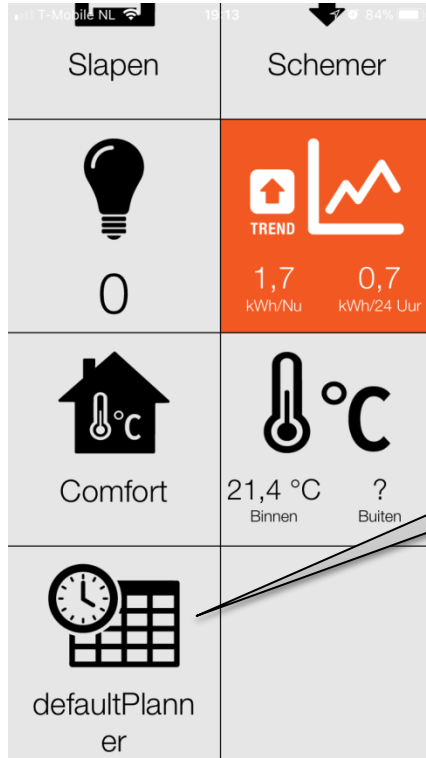 T-Mobile NL 19:13 84%
Slapen Schemer
TREND
0
1,7 0,7
kWh/Nu kWh/24 Uur
°C °C
Comfort
21,4 °C ?
Binnen Buiten
defaultPlann
er